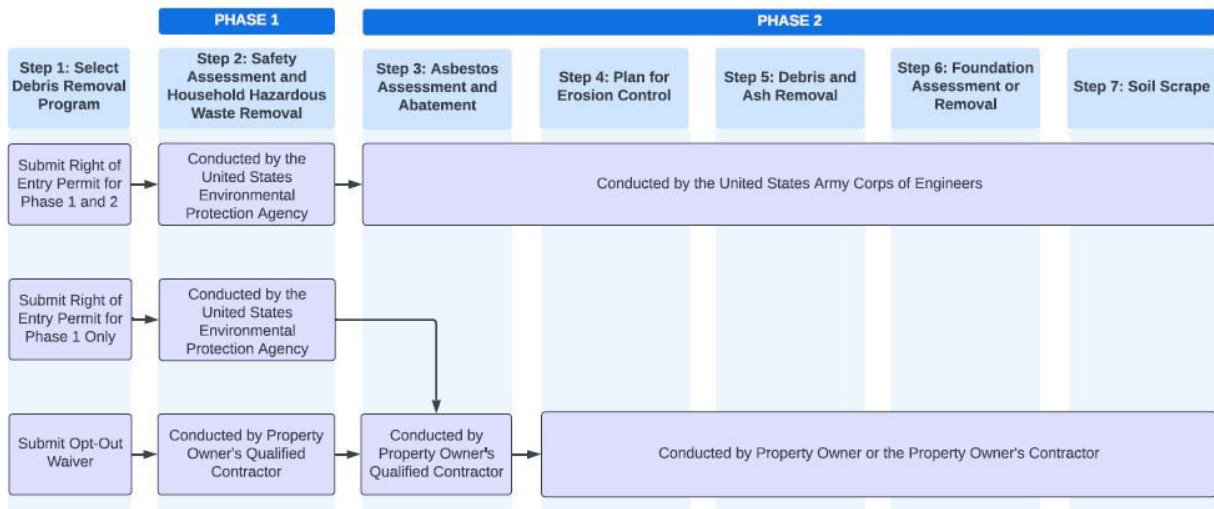 PHASE 1
PHASE 2
Step 1: Select
Debris Removal
Program
Step 2: Safety
Assessment and
Household Hazardous
Waste Removal
Step 3: Asbestos
Assessment and
Abatement
Step 4: Plan for
Erosion Control
Step 5: Debris and
Ash Removal
Step 6: Foundation
Assessment or
Removal
Step 7: Soil Scrape
Submit Right of
Entry Permit for
Phase 1 and 2
Conducted by the
United States
Environmental
Protection Agency
Conducted by the United States Army Corps of Engineers
Submit Right of
Entry Permit for
Phase 1 Only
Conducted by the
United States
Environmental
Protection Agency
Submit Opt-Out
Waiver
Conducted by Property
Owner's Qualified
Contractor
Conducted by
Property Owner's
Qualified Contractor
Conducted by Property Owner or the Property Owner's Contractor